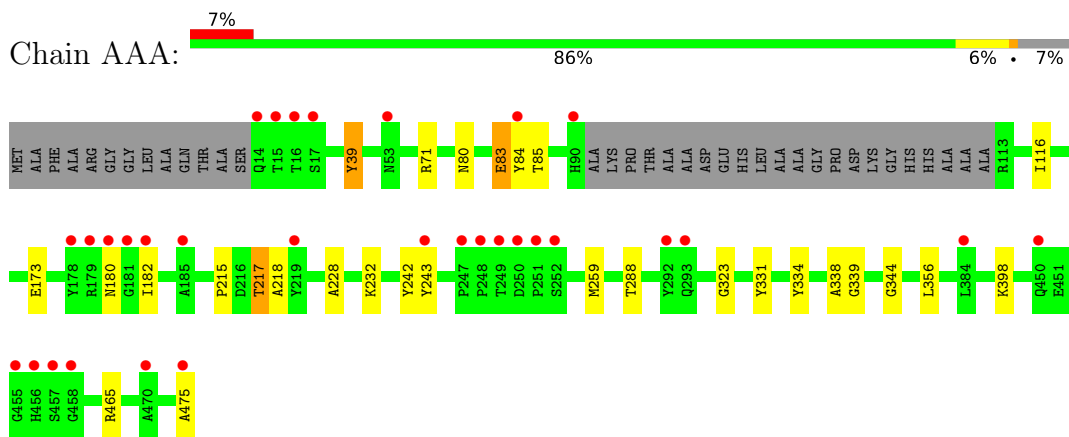 7%
Chain AAA:
86% 6% • 7%
MET ALA PHE ALA ARG GLY GLY LEU ALA GLN THR ALA SER Q14 T15 T16 S17 Y39 N53 R71 N80 E83 Y84 T85 H90 ALA LYS PRO THR ALA ALA ASP GLU HIS LEU ALA ALA GLY PRO ASP LYS GLY HIS HIS ALA ALA ALA R113 I116
E173 Y178 R179 N180 G181 I182 A185 P215 D216 T217 A218 Y219 A228 K232 Y242 Y243 P247 P248 T249 D250 P251 S252 M259 T288 Y292 Q293 G323 Y331 Y334 A338 G339 G344 L356 L384 K398 Q450 E451
G455 H456 S457 G458 R465 A470 A475